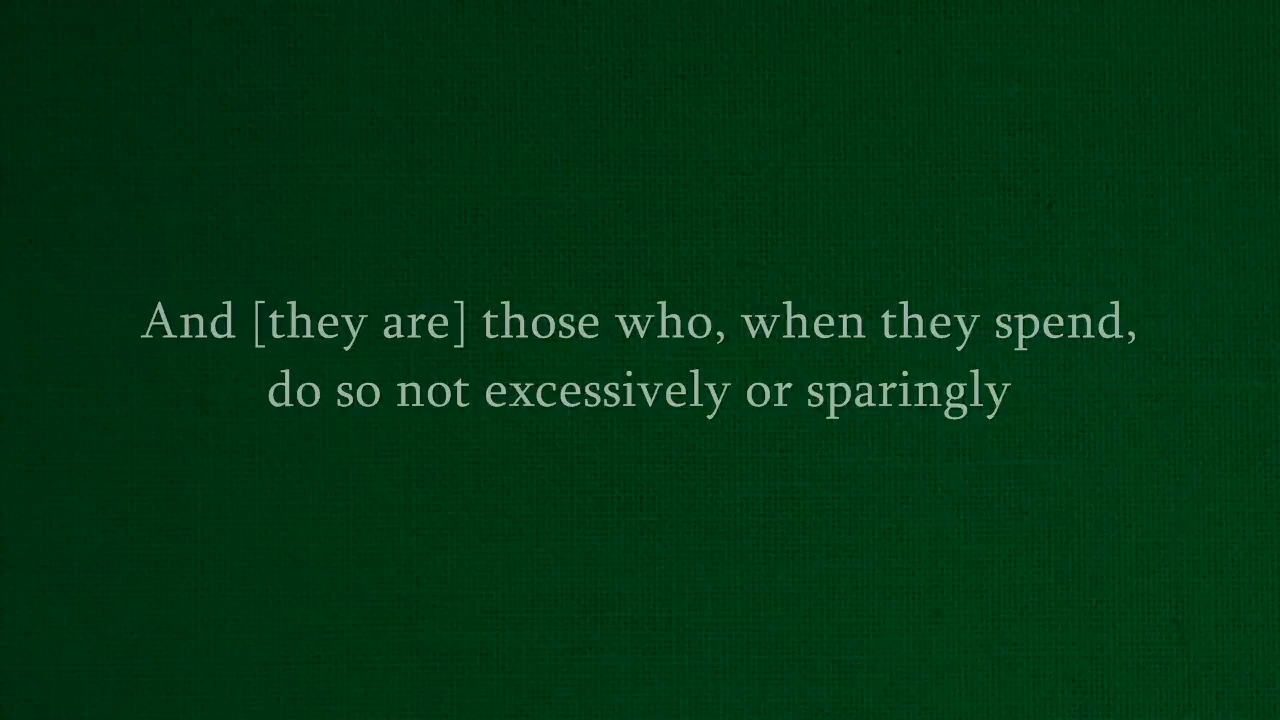 And [they are] those who, when they spend,
do so not excessively or sparingly